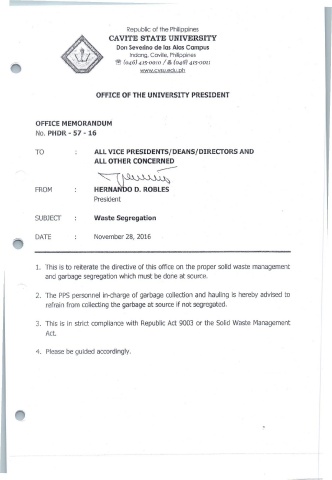 Republic of the Philippines
CAVITE STATE UNIVERSITY
Don Severino de las Alas Campus
Indang, Cavite, Philippines
☏ (046) 415-0010 / (046) 415-0011
www.cvsu.edu.ph
OFFICE OF THE UNIVERSITY PRESIDENT
OFFICE MEMORANDUM
No. PHDR - 57 - 16
TO : ALL VICE PRESIDENTS/DEANS/DIRECTORS AND
ALL OTHER CONCERNED
FROM : HERNANDO D. ROBLES
President
SUBJECT : Waste Segregation
DATE : November 28, 2016
1. This is to reiterate the directive of this office on the proper solid waste management
and garbage segregation which must be done at source.
2. The PPS personnel in-charge of garbage collection and hauling is hereby advised to
refrain from collecting the garbage at source if not segregated.
3. This is in strict compliance with Republic Act 9003 or the Solid Waste Management
Act.
4. Please be guided accordingly.